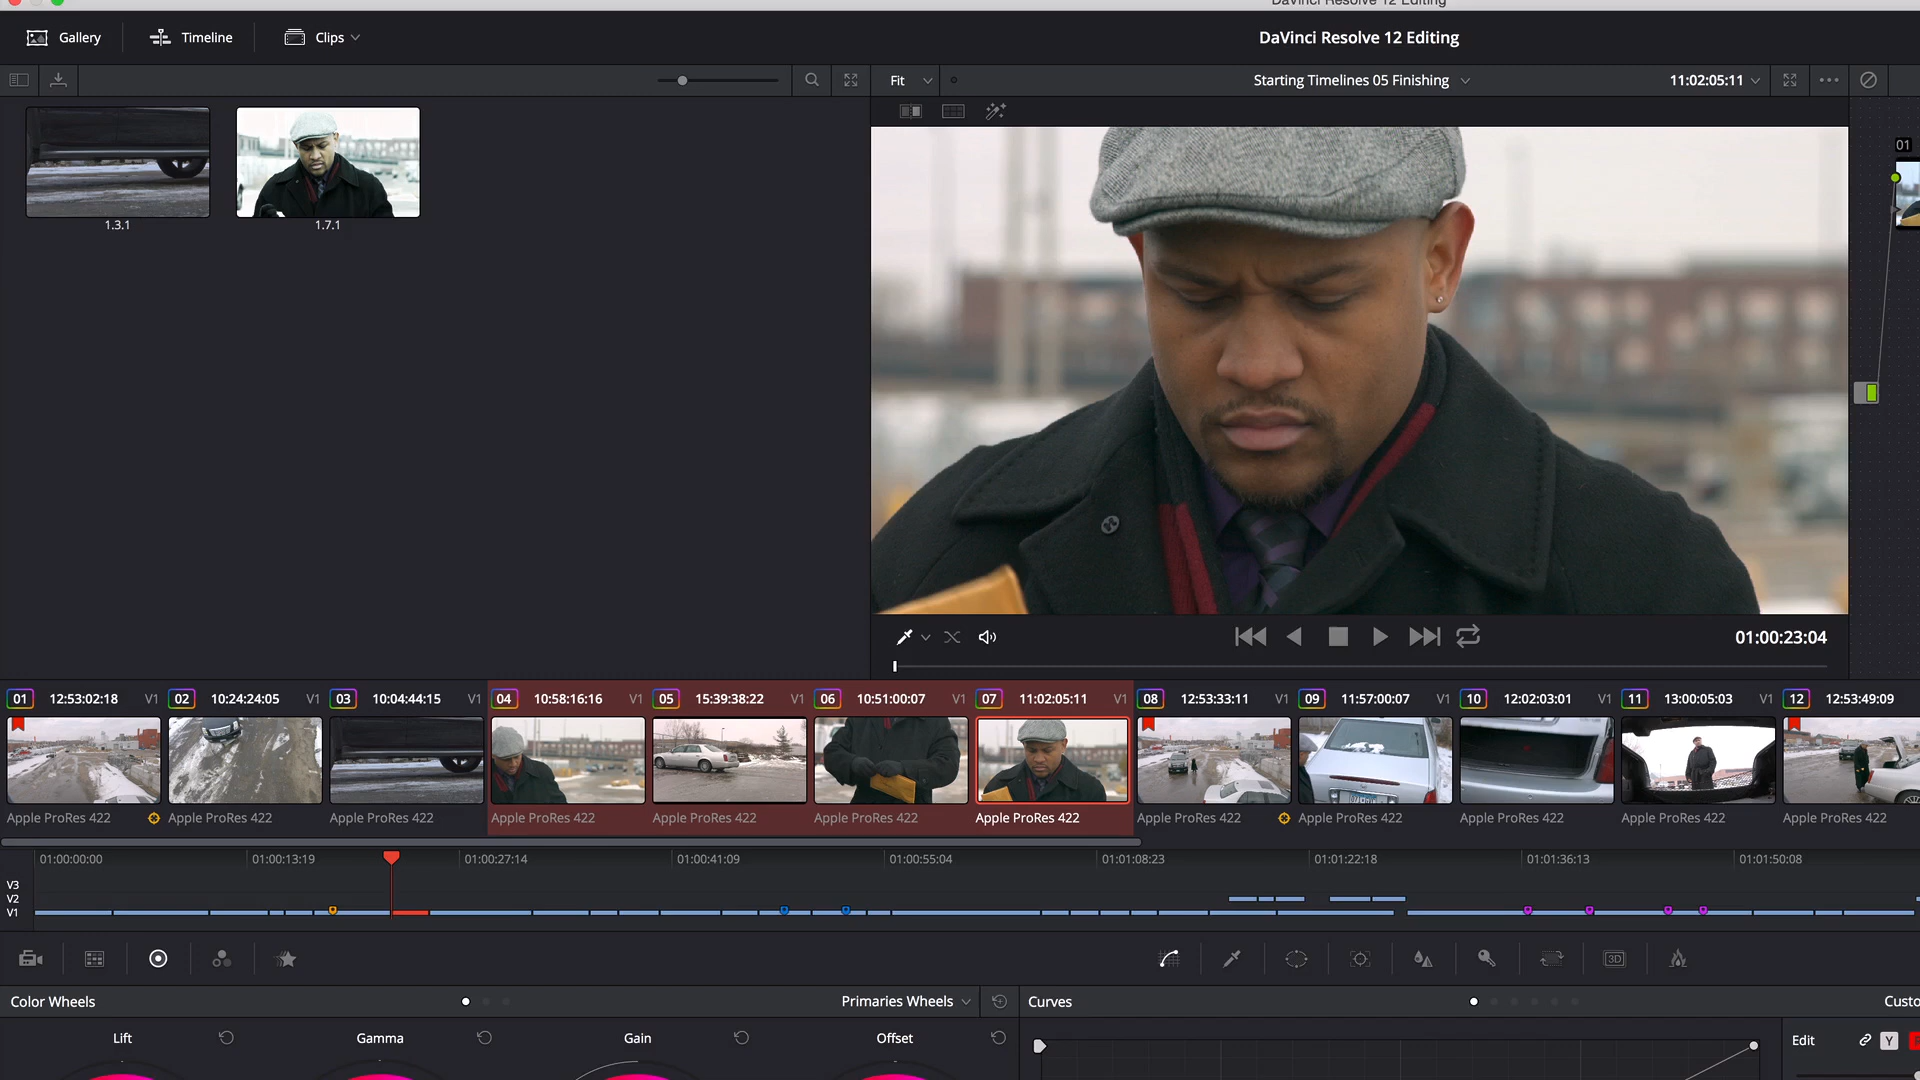 DaVinci Resolve 12 Editing
Gallery
Timeline
Clips
DaVinci Resolve 12 Editing
Fit
Starting Timelines 05 Finishing
11:02:05:11
1.3.1
1.7.1
01
01:00:23:04
01 12:53:02:18 V1 02 10:24:24:05 V1 03 10:04:44:15 V1 04 10:58:16:16 V1 05 15:39:38:22 V1 06 10:51:00:07 V1 07 11:02:05:11 V1 08 12:53:33:11 V1 09 11:57:00:07 V1 10 12:02:03:01 V1 11 13:00:05:03 V1 12 12:53:49:09
Apple ProRes 422 Apple ProRes 422 Apple ProRes 422 Apple ProRes 422 Apple ProRes 422 Apple ProRes 422 Apple ProRes 422 Apple ProRes 422 Apple ProRes 422 Apple ProRes 422 Apple ProRes 422 Apple ProRes 422
01:00:00:00 01:00:13:19 01:00:27:14 01:00:41:09 01:00:55:04 01:01:08:23 01:01:22:18 01:01:36:13 01:01:50:08
V3
V2
V1
3D
Color Wheels
Primaries Wheels
Curves
Custo
Lift
Gamma
Gain
Offset
Edit
Y